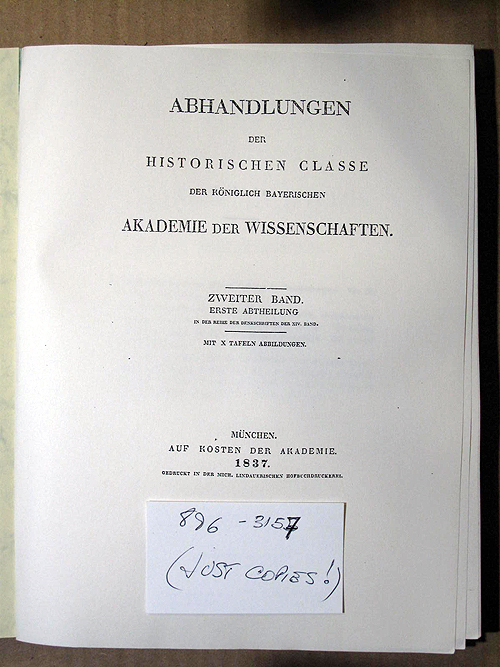 ABHANDLUNGEN
DER
HISTORISCHEN CLASSE
DER KÖNIGLICH BAYERISCHEN
AKADEMIE DER WISSENSCHAFTEN.
ZWEITER BAND.
ERSTE ABTHEILUNG
IN DER REIHE DER DENKSCHRIFTEN DER XIV. BAND.
MIT X TAFELN ABBILDUNGEN.
MÜNCHEN.
AUF KOSTEN DER AKADEMIE.
1837.
GEDRUCKT IN DER MICH. LINDAUERISCHEN HOFBUCHDRUCKEREI.
896-3157
(JUST COPIES!)